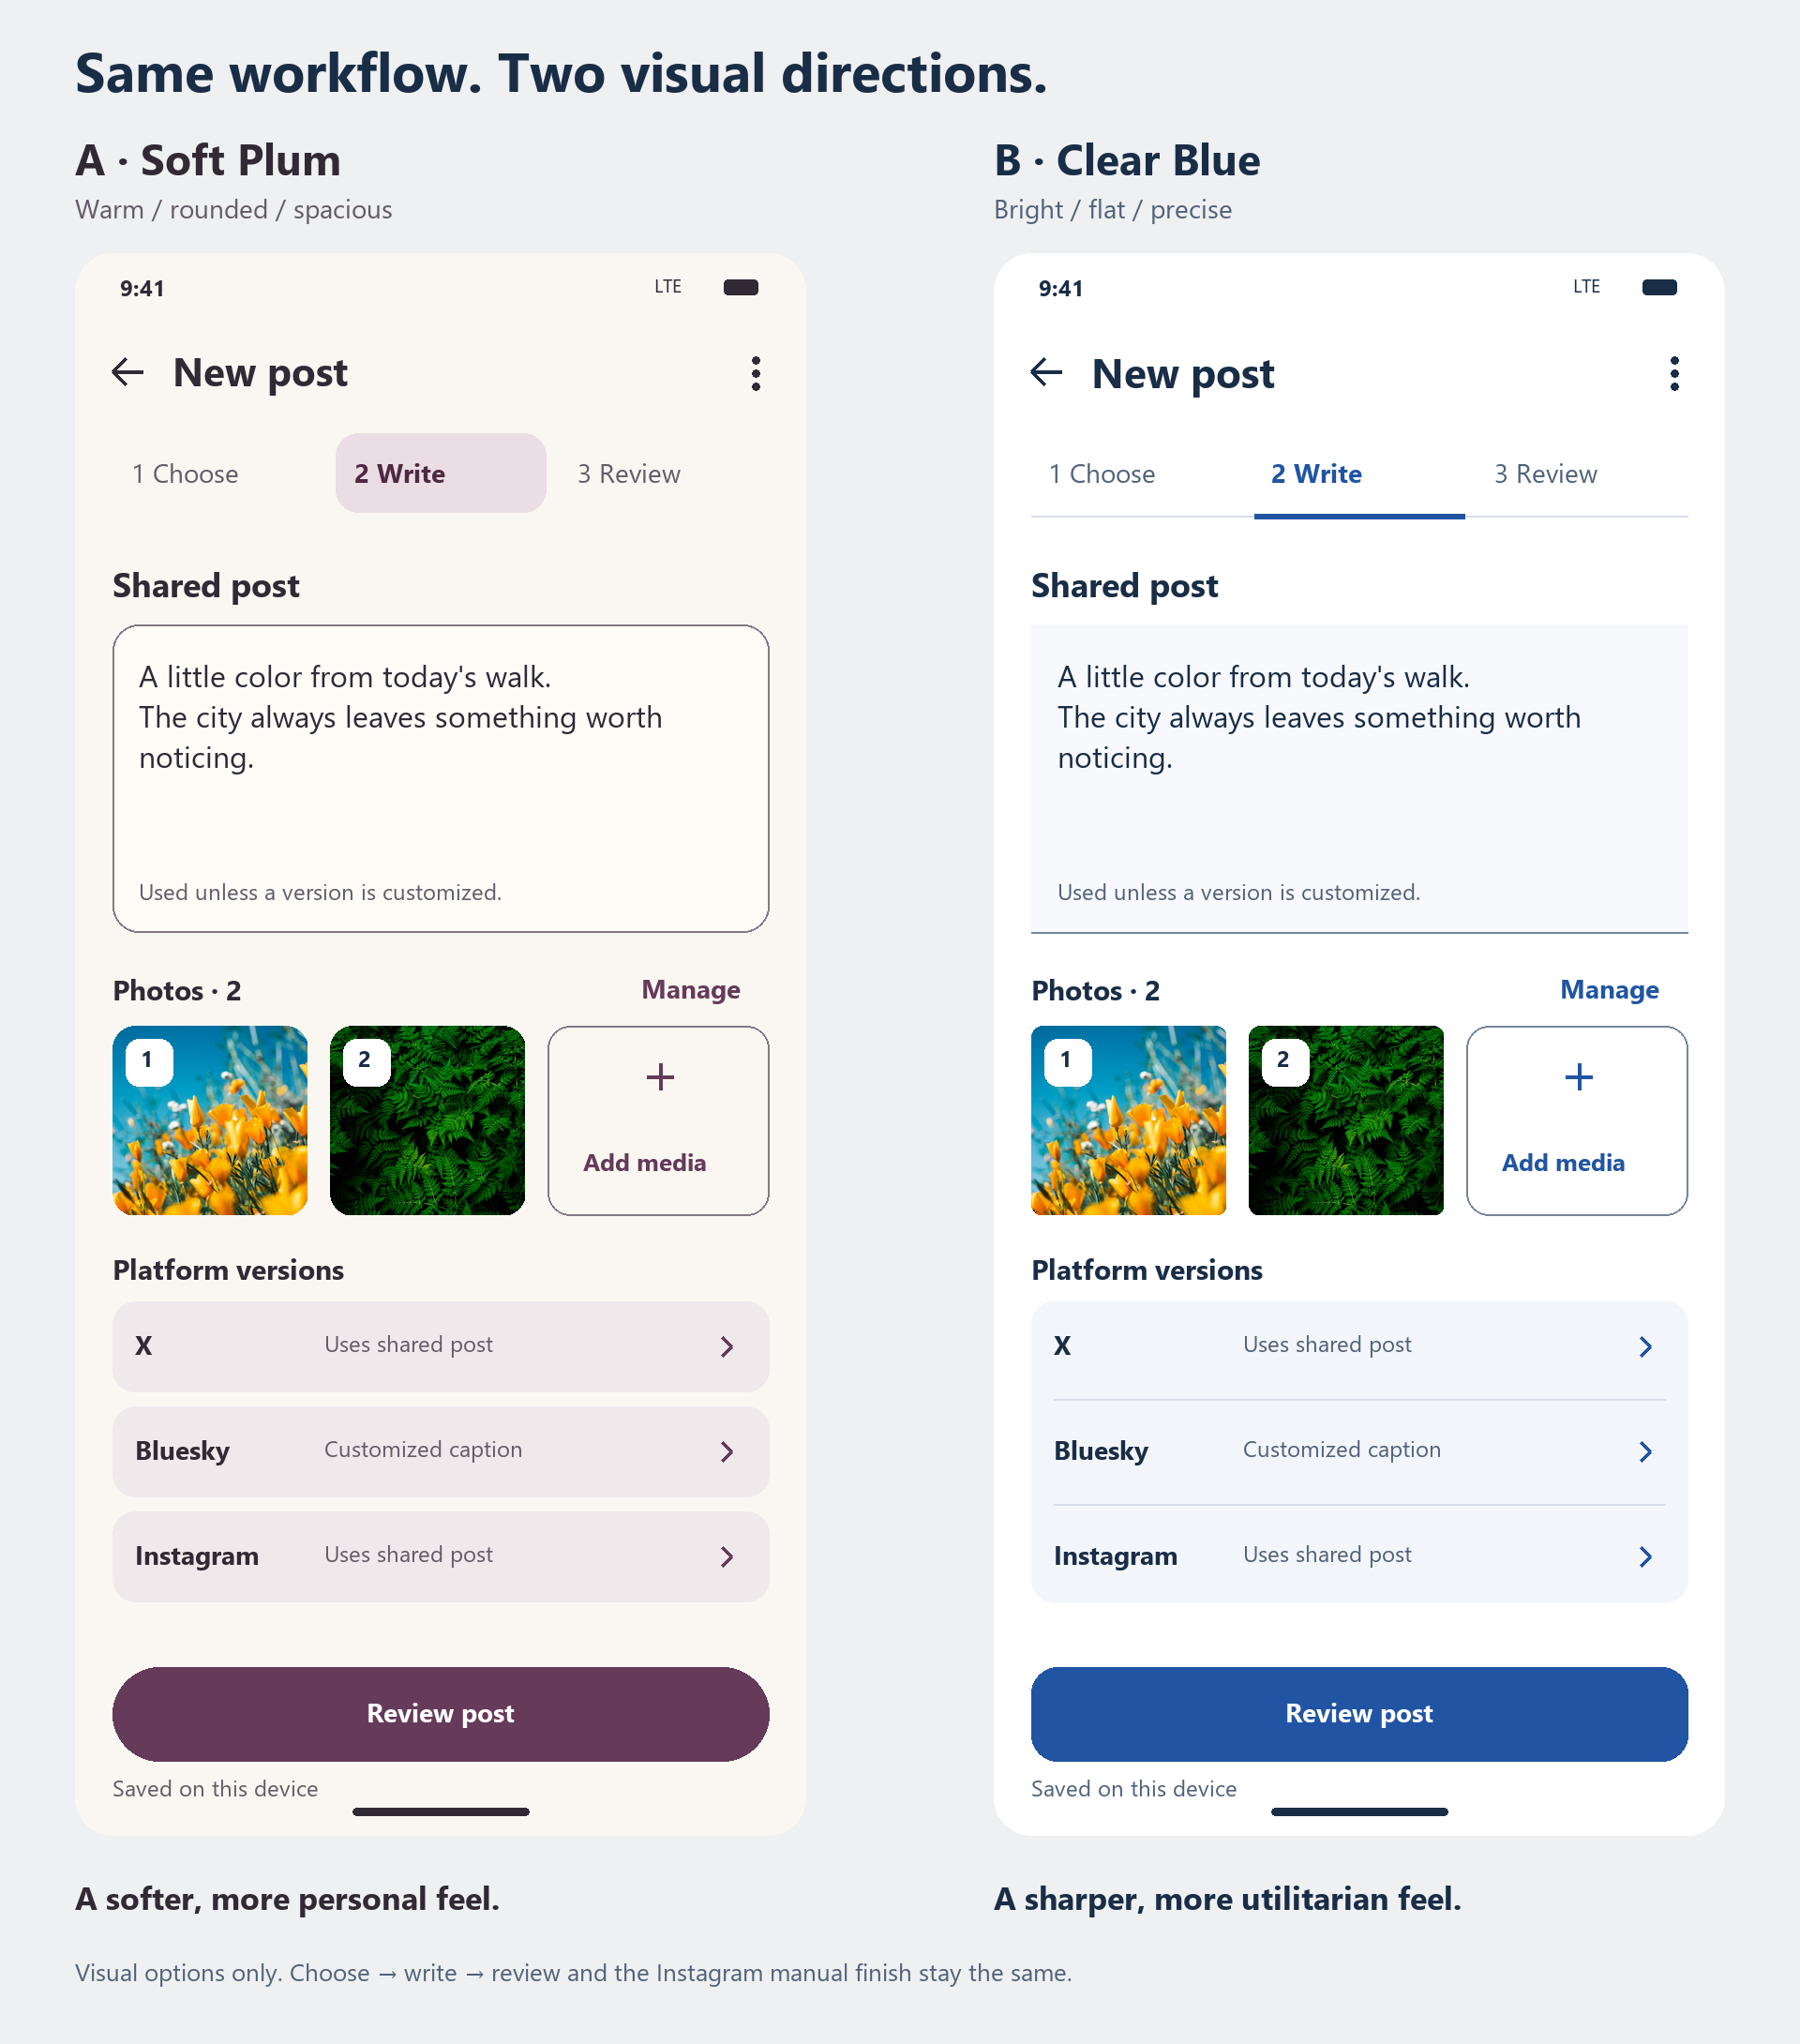 Same workflow. Two visual directions.
A · Soft Plum
Warm / rounded / spacious
9:41
LTE
New post
1 Choose
2 Write
3 Review
Shared post
A little color from today's walk.
The city always leaves something worth
noticing.
Used unless a version is customized.
Photos · 2
Manage
1
2
Add media
Platform versions
X
Uses shared post
Bluesky
Customized caption
Instagram
Uses shared post
Review post
Saved on this device
A softer, more personal feel.
B · Clear Blue
Bright / flat / precise
9:41
LTE
New post
1 Choose
2 Write
3 Review
Shared post
A little color from today's walk.
The city always leaves something worth
noticing.
Used unless a version is customized.
Photos · 2
Manage
1
2
Add media
Platform versions
X
Uses shared post
Bluesky
Customized caption
Instagram
Uses shared post
Review post
Saved on this device
A sharper, more utilitarian feel.
Visual options only. Choose → write → review and the Instagram manual finish stay the same.